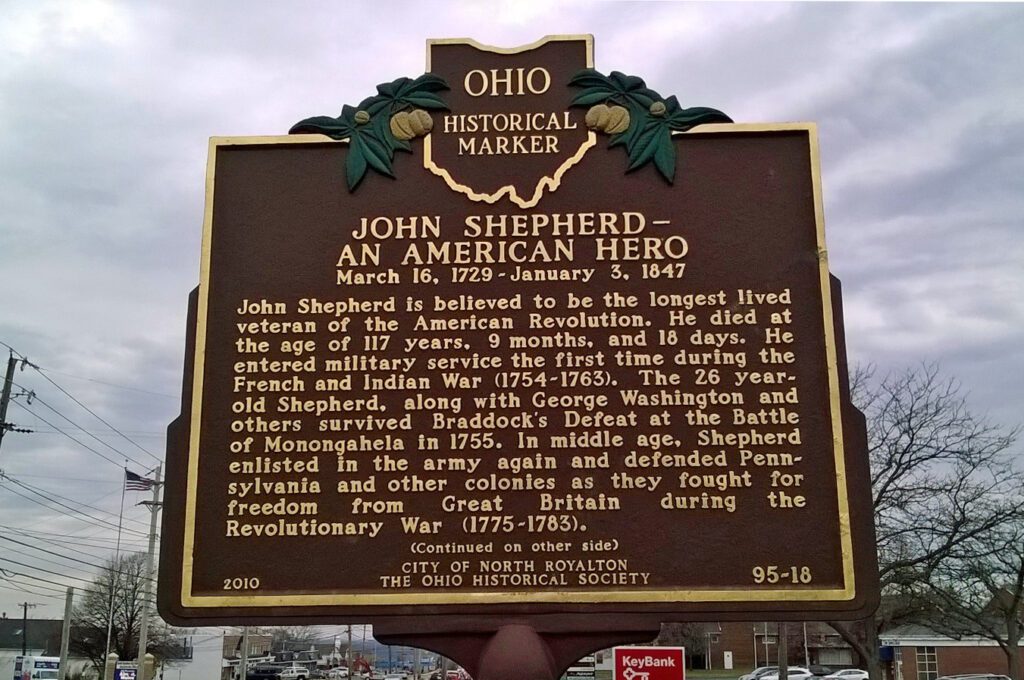 OHIO
HISTORICAL
MARKER
JOHN SHEPHERD –
AN AMERICAN HERO
March 16, 1729 - January 3, 1847
John Shepherd is believed to be the longest lived
veteran of the American Revolution. He died at
the age of 117 years, 9 months, and 18 days. He
entered military service the first time during the
French and Indian War (1754-1763). The 26 year-
old Shepherd, along with George Washington and
others survived Braddock's Defeat at the Battle
of Monongahela in 1755. In middle age, Shepherd
enlisted in the army again and defended Penn-
sylvania and other colonies as they fought for
freedom from Great Britain during the
Revolutionary War (1775-1783).
(Continued on other side)
CITY OF NORTH ROYALTON
THE OHIO HISTORICAL SOCIETY
2010
95-18
KeyBank